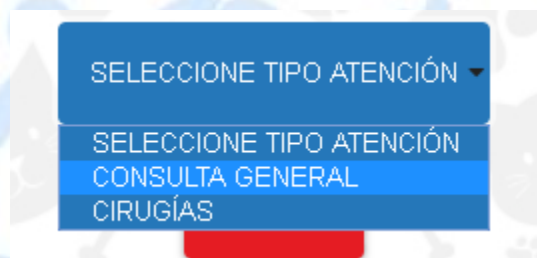 SELECCIONE TIPO ATENCIÓN
SELECCIONE TIPO ATENCIÓN
CONSULTA GENERAL
CIRUGÍAS